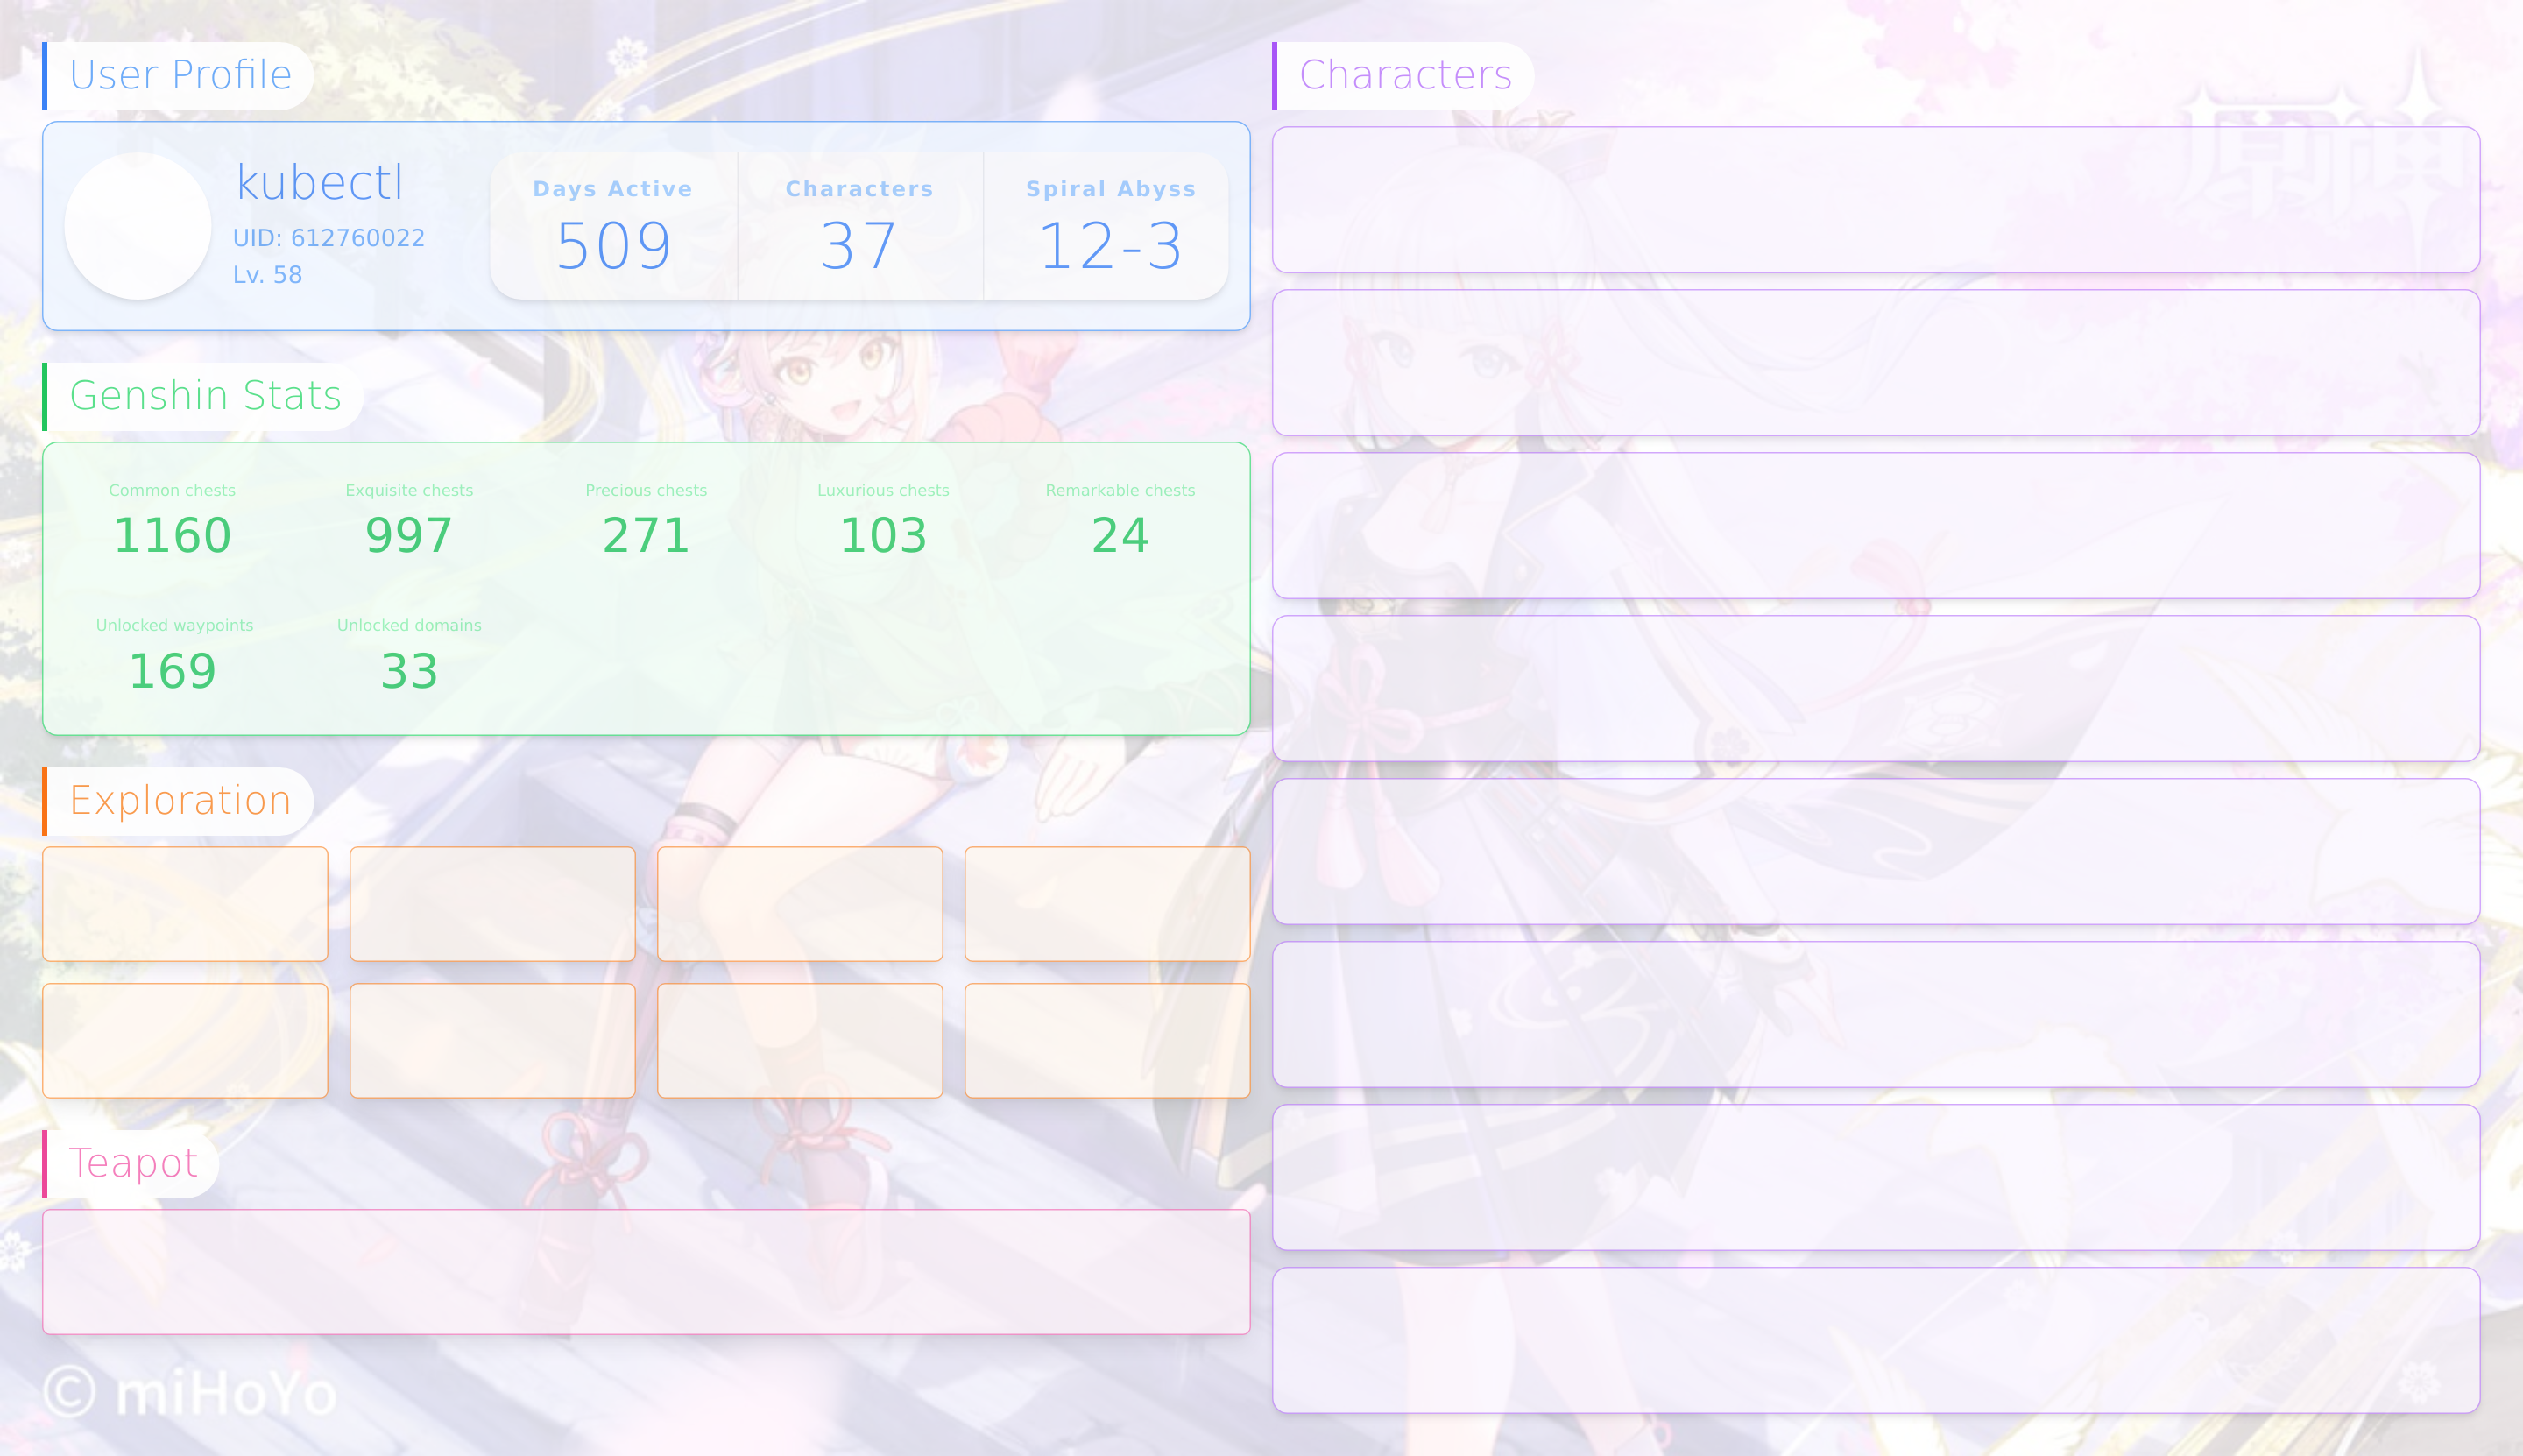 User Profile
kubectl
UID: 612760022
Lv. 58
Days Active
509
Characters
37
Spiral Abyss
12-3
Genshin Stats
Common chests
1160
Exquisite chests
997
Precious chests
271
Luxurious chests
103
Remarkable chests
24
Unlocked waypoints
169
Unlocked domains
33
Exploration
Teapot
© miHoYo
Characters
原神